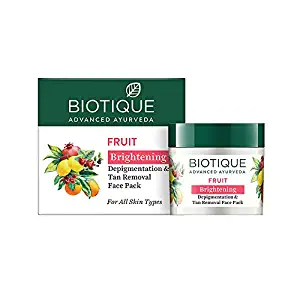 BIOTIQUE
ADVANCED AYURVEDA
FRUIT
Brightening
Depigmentation &
Tan Removal
Face Pack
For All Skin Types
BIOTIQUE
ADVANCED AYURVEDA
FRUIT
Brightening
Depigmentation &
Tan Removal Face Pack